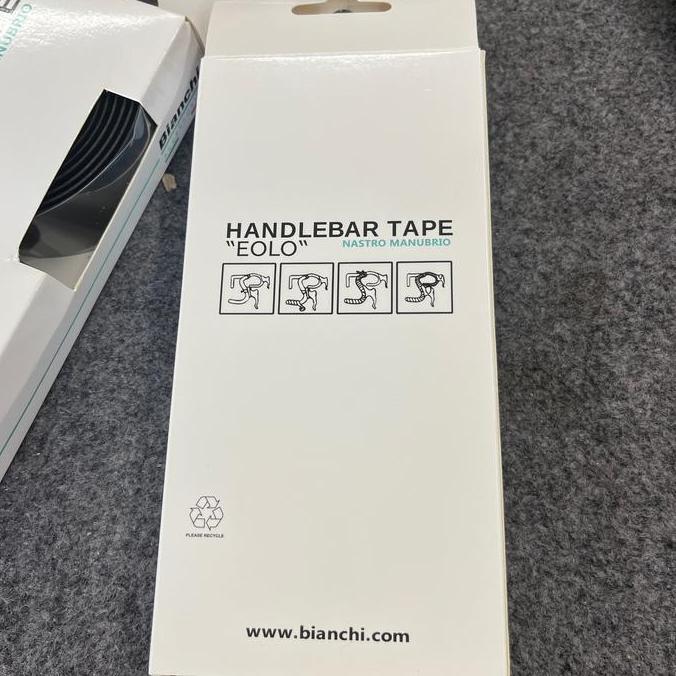 HANDLEBAR TAPE
"EOLO"
NASTRO MANUBRIO
PLEASE RECYCLE
www.bianchi.com
Bianchi